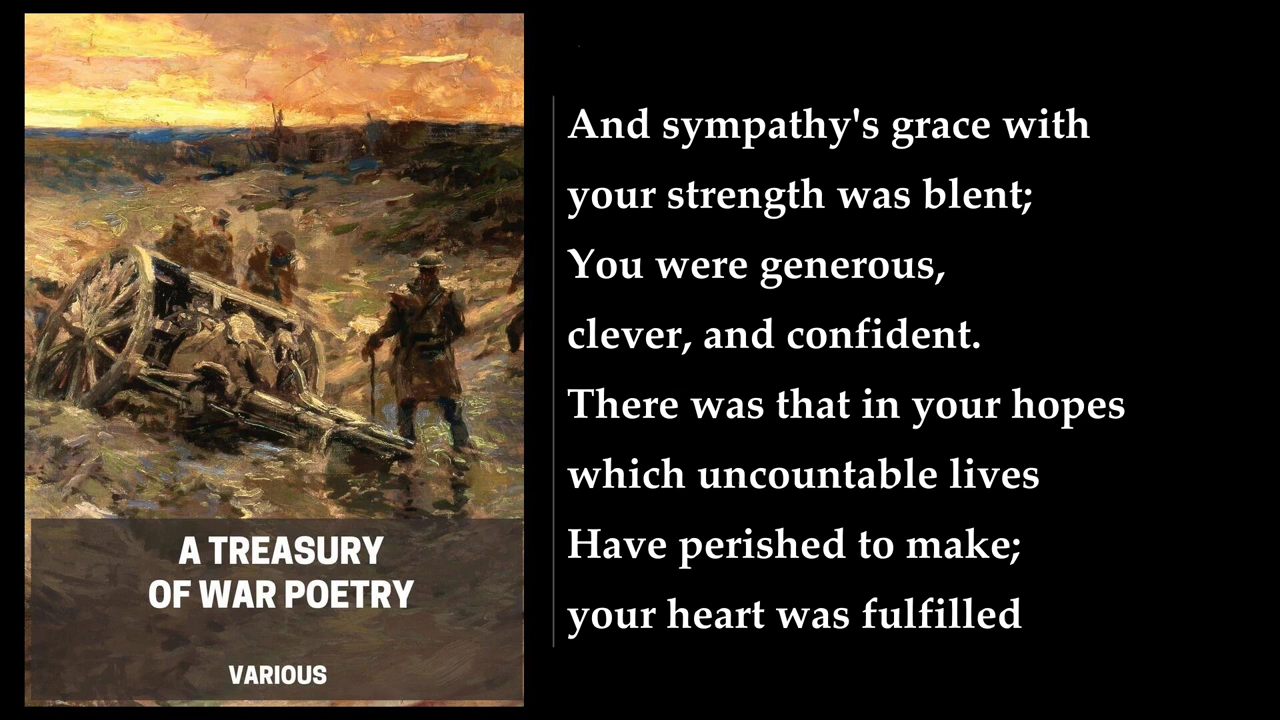 A TREASURY
OF WAR POETRY
VARIOUS
And sympathy's grace with
your strength was blent;
You were generous,
clever, and confident.
There was that in your hopes
which uncountable lives
Have perished to make;
your heart was fulfilled